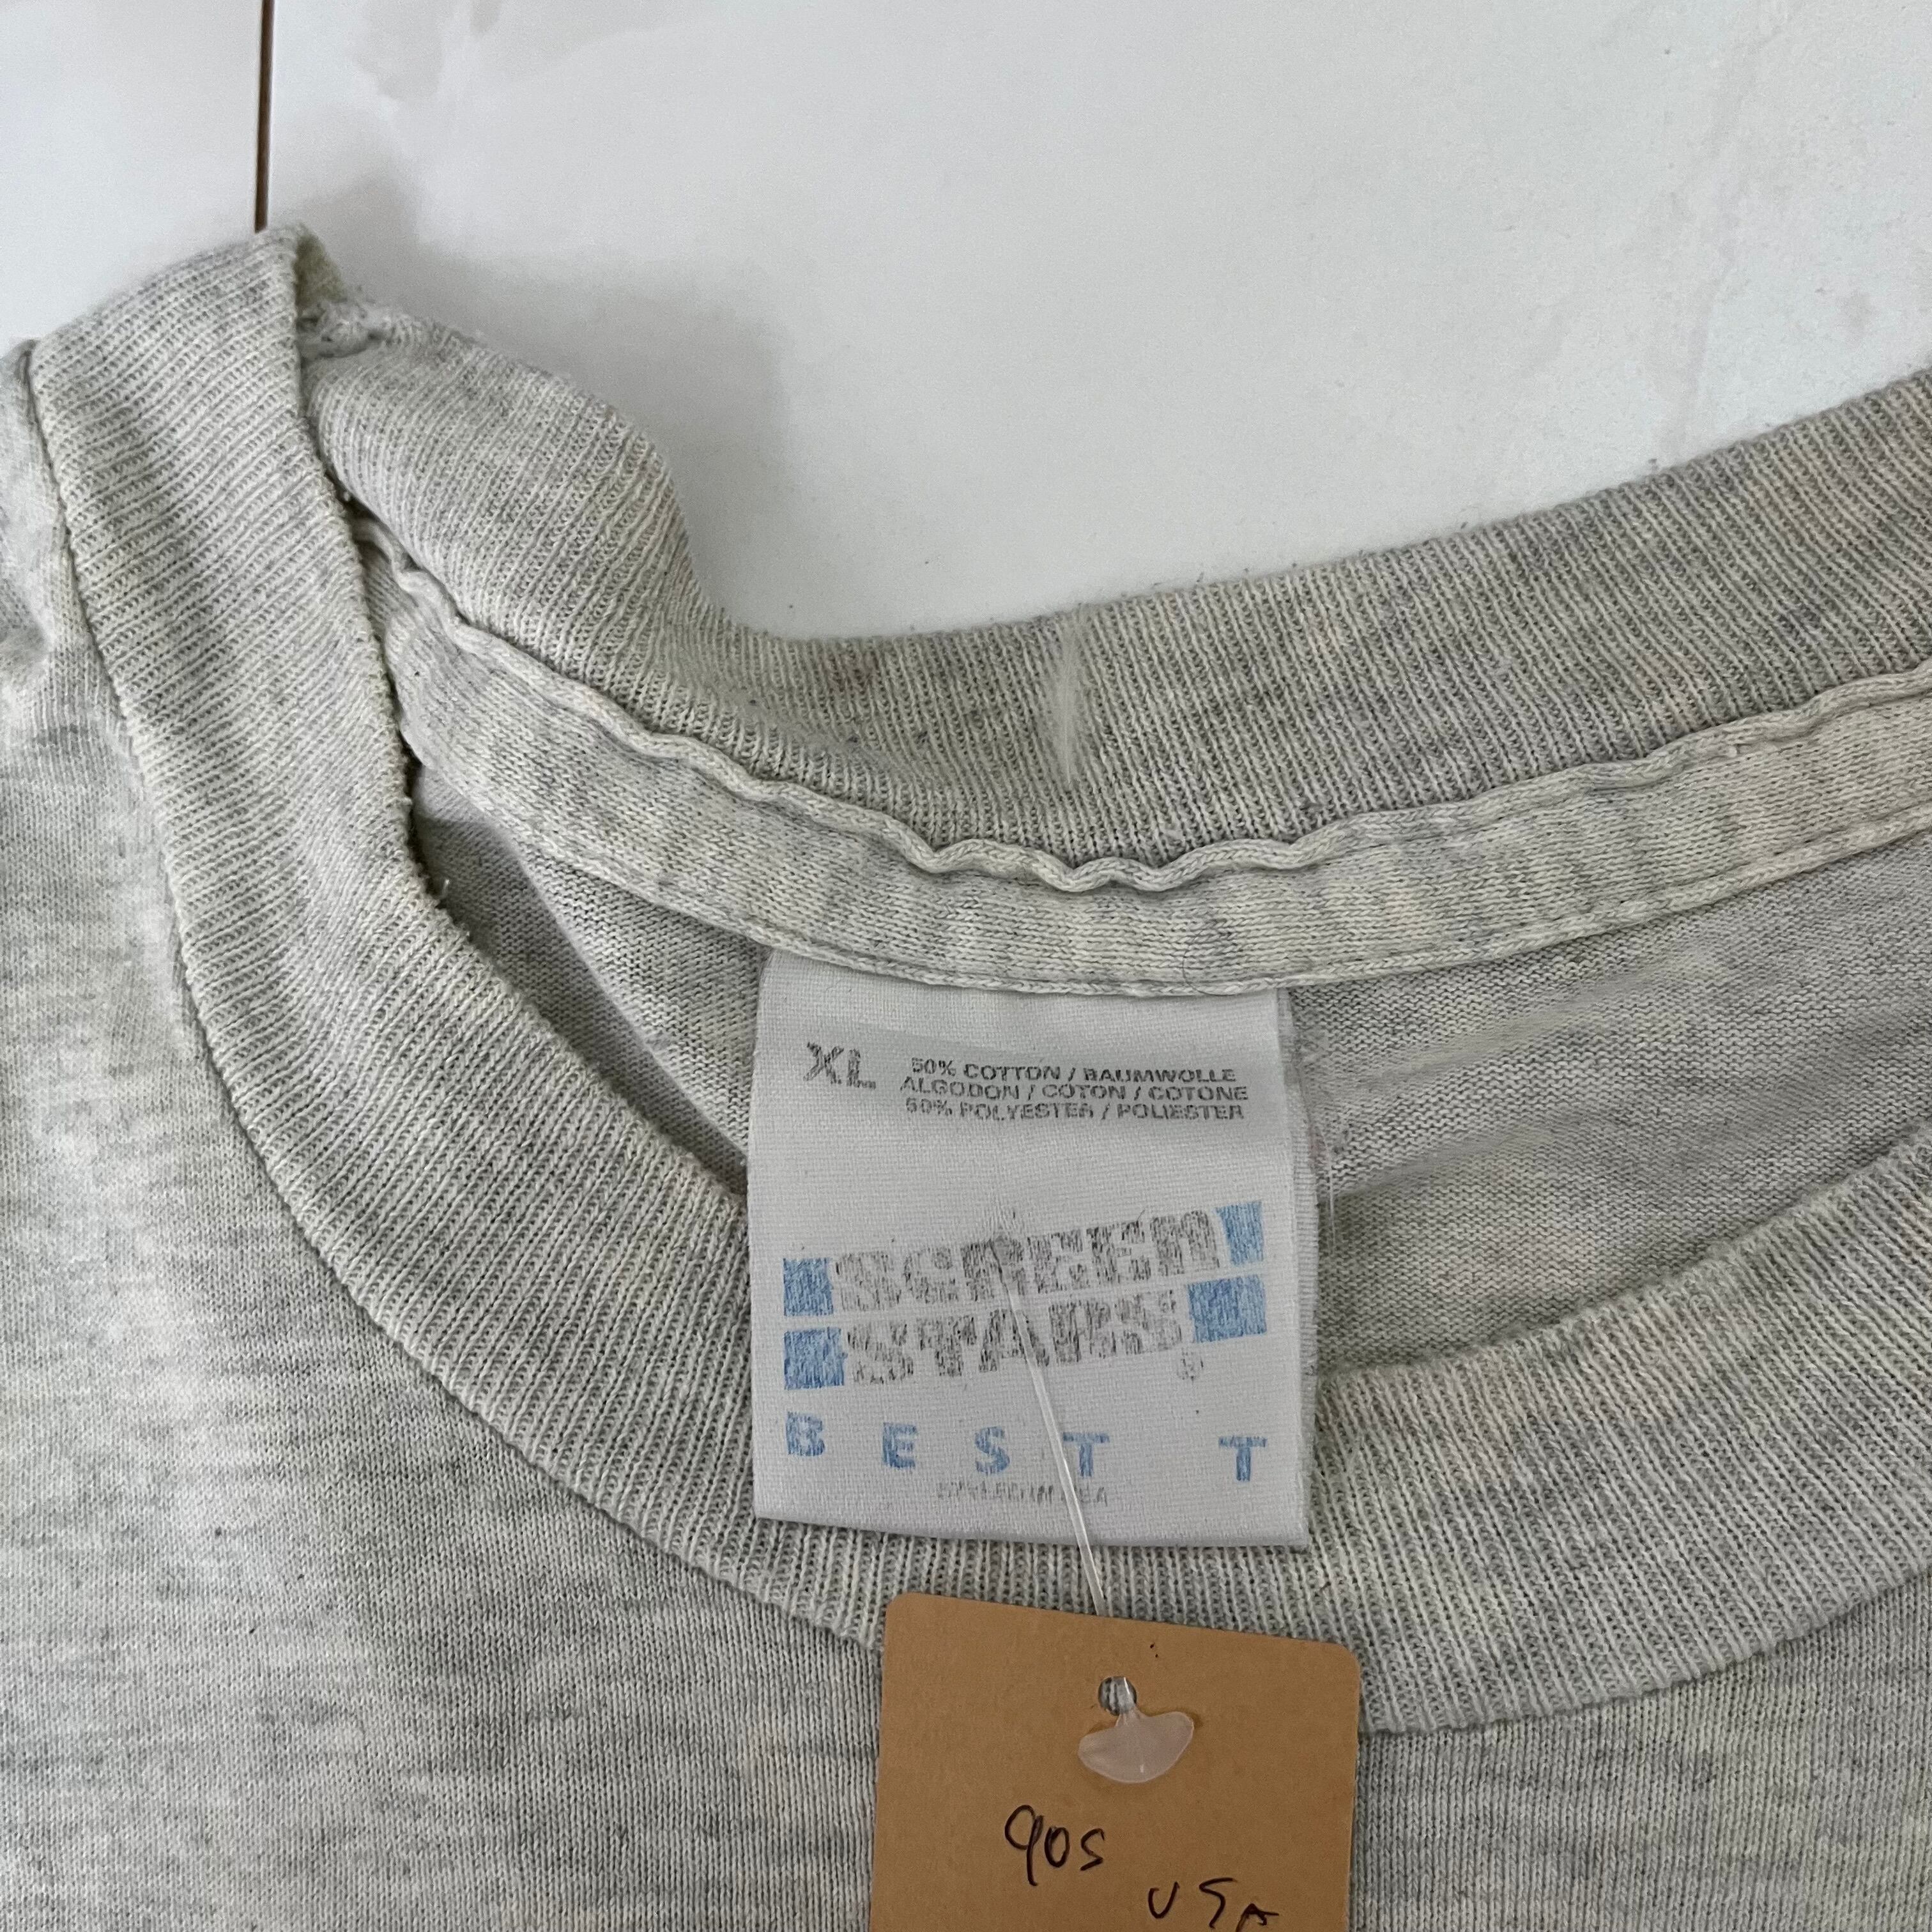 XL
50% COTTON / BAUMWOLLE
ALGODON / COTON / COTONE
50% POLYESTER / POLIESTER
SCREEN
STARS ®
BEST T
90s
USA